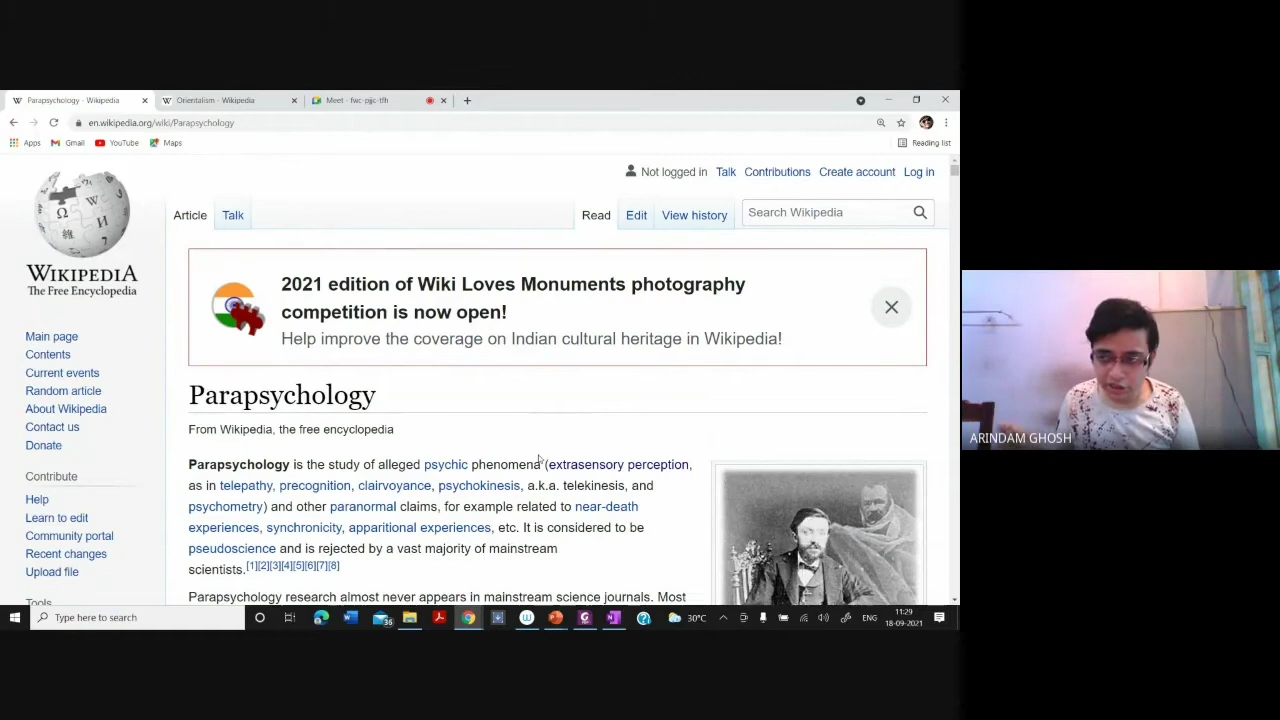 Parapsychology - Wikipedia
Orientalism - Wikipedia
Meet - fwc-pjjc-tfh
en.wikipedia.org/wiki/Parapsychology
Apps Gmail YouTube Maps Reading list
Not logged in Talk Contributions Create account Log in
Article Talk Read Edit View history Search Wikipedia
WIKIPEDIA
The Free Encyclopedia
2021 edition of Wiki Loves Monuments photography
competition is now open!
Help improve the coverage on Indian cultural heritage in Wikipedia!
Main page
Contents
Current events
Random article
About Wikipedia
Contact us
Donate
Contribute
Help
Learn to edit
Community portal
Recent changes
Upload file
Tools
Parapsychology
From Wikipedia, the free encyclopedia
Parapsychology is the study of alleged psychic phenomena (extrasensory perception,
as in telepathy, precognition, clairvoyance, psychokinesis, a.k.a. telekinesis, and
psychometry) and other paranormal claims, for example related to near-death
experiences, synchronicity, apparitional experiences, etc. It is considered to be
pseudoscience and is rejected by a vast majority of mainstream
scientists.[1][2][3][4][5][6][7][8]
Parapsychology research almost never appears in mainstream science journals. Most
ARINDAM GHOSH
Type here to search
36
30°C
ENG
11:29
18-09-2021